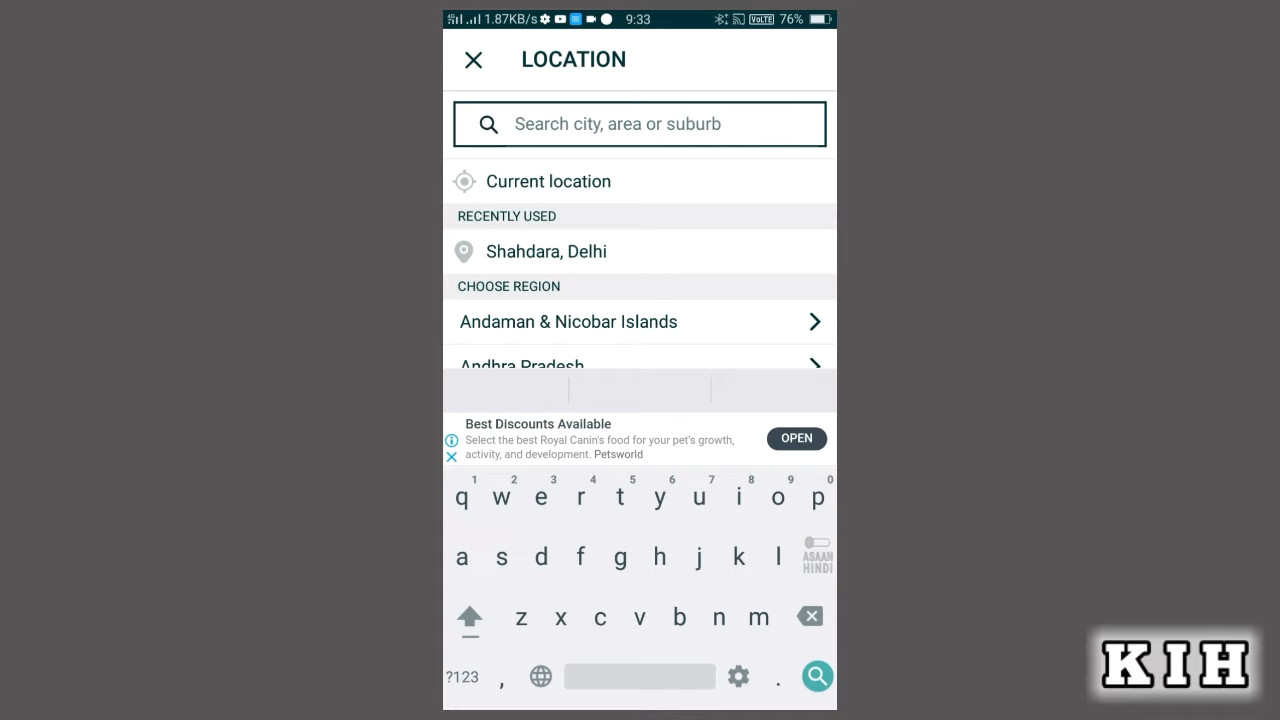 1.87KB/s 9:33 VoLTE 76%
LOCATION
Search city, area or suburb
Current location
RECENTLY USED
Shahdara, Delhi
CHOOSE REGION
Andaman & Nicobar Islands
Andhra Pradesh
Best Discounts Available
Select the best Royal Canin's food for your pet's growth,
activity, and development. Petsworld
OPEN
1 2 3 4 5 6 7 8 9 0
q w e r t y u i o p
a s d f g h j k l
ASAAN
HINDI
z x c v b n m
?123 , .
KIH